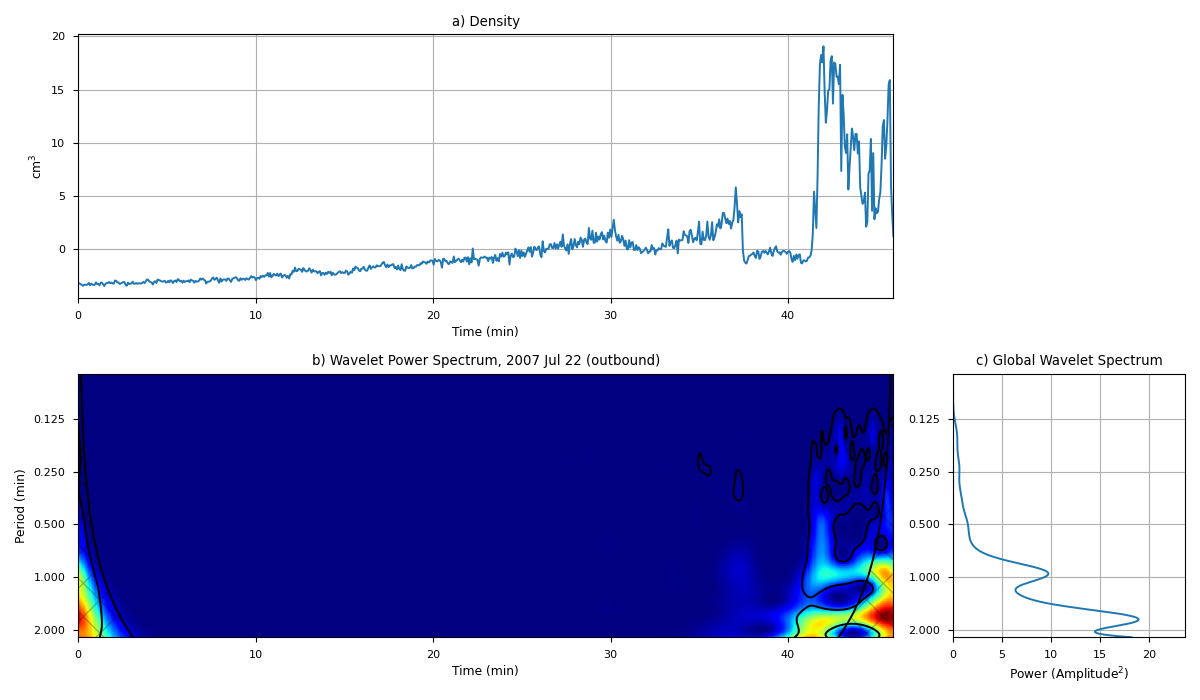 a) Density
20
15
10
5
0
cm³
0 10 20 30 40
Time (min)
b) Wavelet Power Spectrum, 2007 Jul 22 (outbound)
0.125
0.250
0.500
1.000
2.000
Period (min)
0 10 20 30 40
Time (min)
c) Global Wavelet Spectrum
0.125
0.250
0.500
1.000
2.000
0 5 10 15 20
Power (Amplitude²)